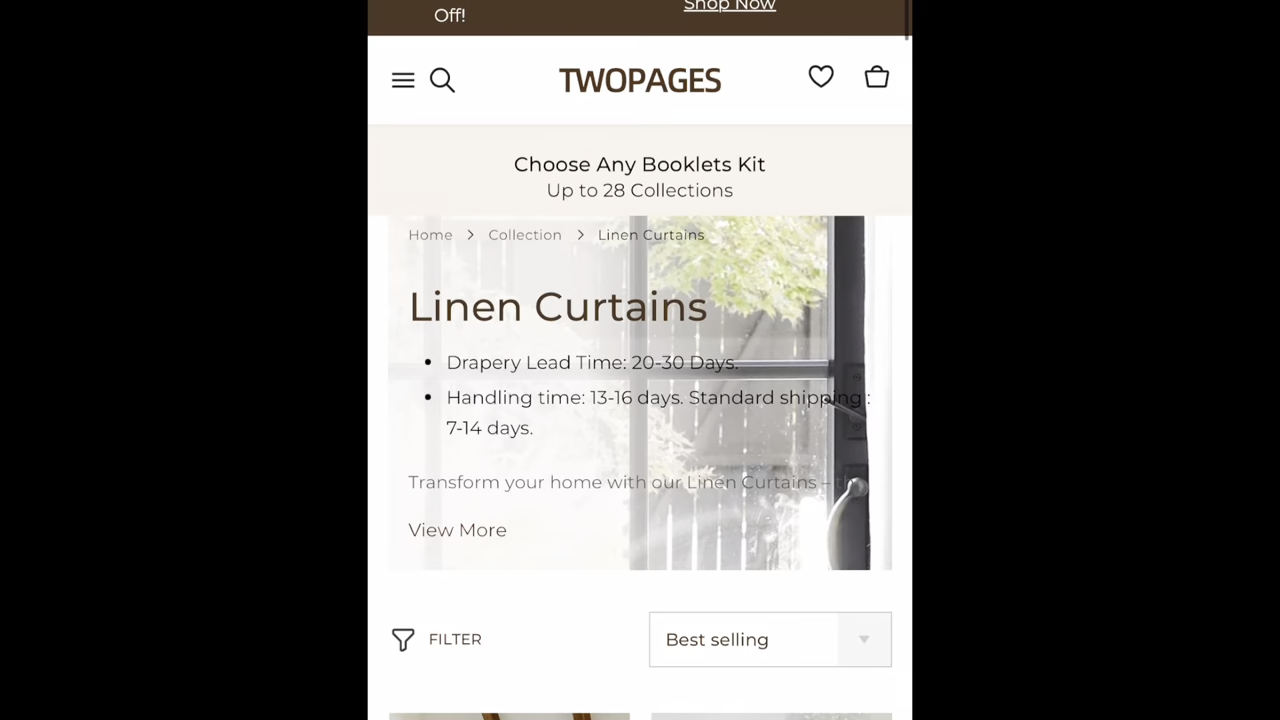 Off!
Shop Now
TWOPAGES
Choose Any Booklets Kit
Up to 28 Collections
Home > Collection > Linen Curtains
Linen Curtains
• Drapery Lead Time: 20-30 Days.
• Handling time: 13-16 days. Standard shipping :
7-14 days.
Transform your home with our Linen Curtains –
View More
FILTER
Best selling